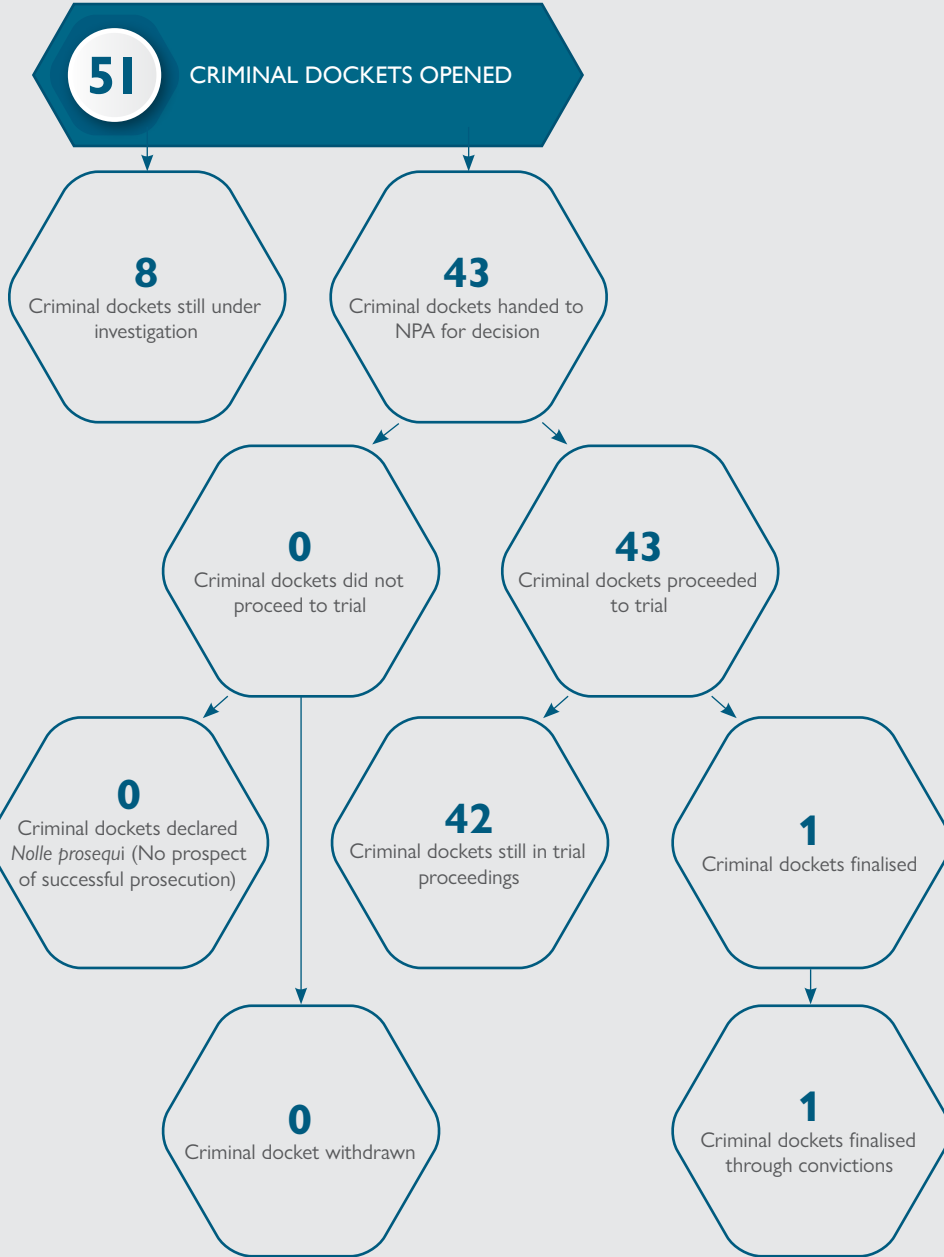 51
CRIMINAL DOCKETS OPENED
8
Criminal dockets still under
investigation
43
Criminal dockets handed to
NPA for decision
0
Criminal dockets did not
proceed to trial
43
Criminal dockets proceeded
to trial
0
Criminal dockets declared
Nolle prosequi (No prospect
of successful prosecution)
42
Criminal dockets still in trial
proceedings
1
Criminal dockets finalised
0
Criminal docket withdrawn
1
Criminal dockets finalised
through convictions